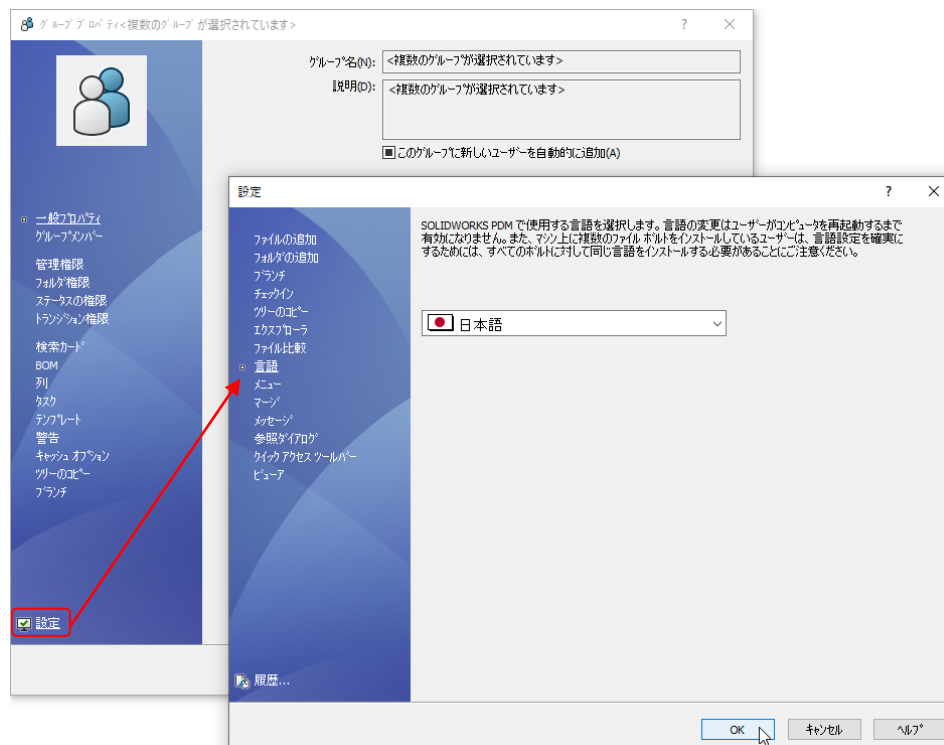 グループ プロパティ<複数のグループ が選択されています>
グループ名(N):
<複数のグループが選択されています>
説明(D):
<複数のグループが選択されています>
このグループに新しいユーザーを自動的に追加(A)
一般プロパティ
グループメンバー
管理権限
フォルダ権限
ステータスの権限
トランジション権限
検索カード
BOM
列
タスク
テンプレート
警告
キャッシュ オプション
ツリーのコピー
ブランチ
設定
設定
ファイルの追加
フォルダの追加
ブランチ
チェックイン
ツリーのコピー
エクスプローラ
ファイル比較
言語
メニュー
マージ
メッセージ
参照ダイアログ
クイック アクセス ツールバー
ビューア
履歴...
SOLIDWORKS PDM で使用する言語を選択します。言語の変更はユーザーがコンピュータを再起動するまで
有効になりません。また、マシン上に複数のファイル ボルトをインストールしているユーザーは、言語設定を確実に
するためには、すべてのボルトに対して同じ言語をインストールする必要があることにご注意ください。
日本語
OK
キャンセル
ヘルプ